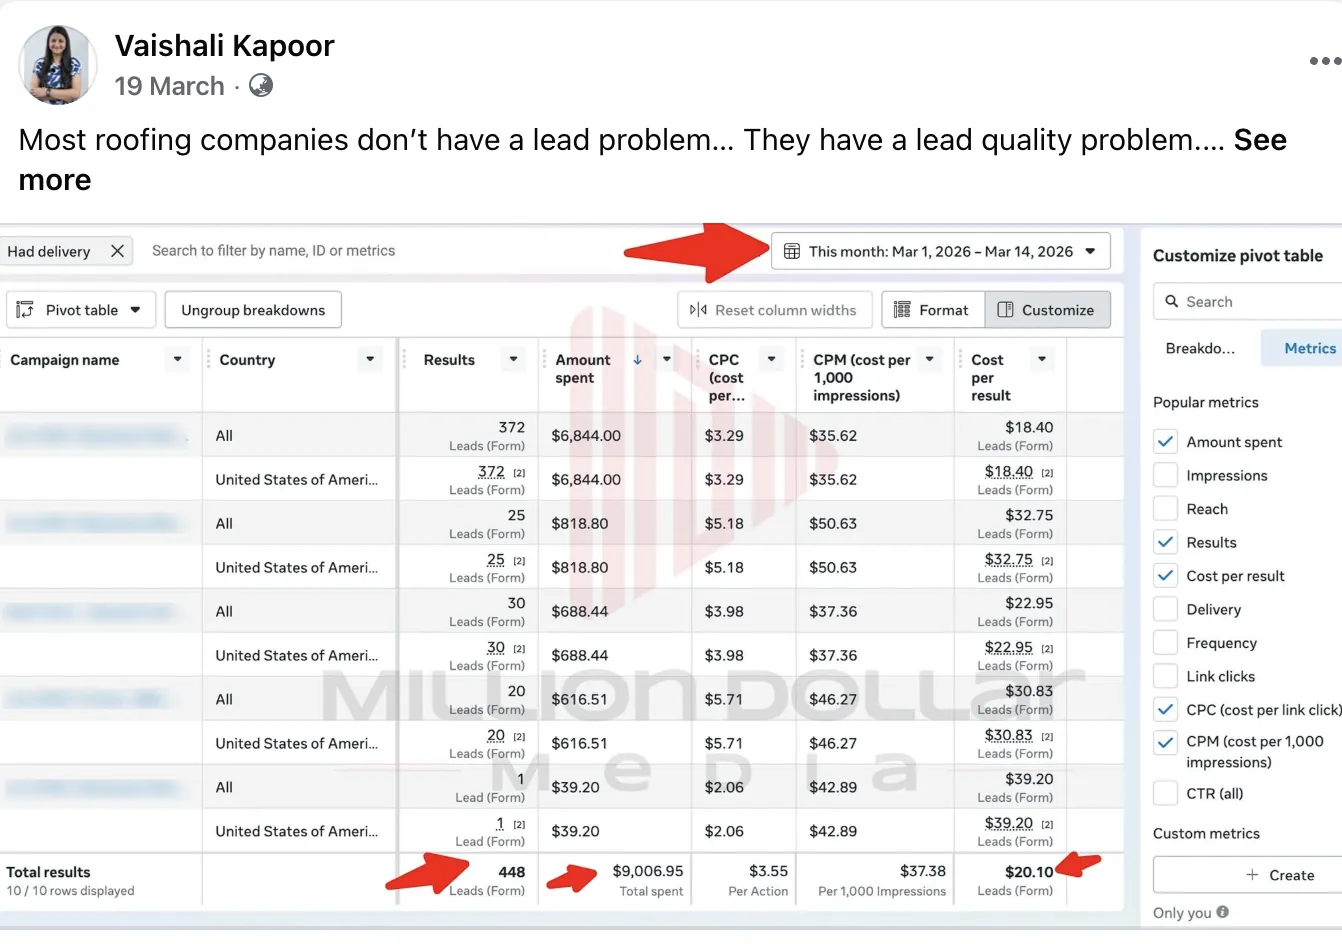 Vaishali Kapoor
19 March ·
Most roofing companies don't have a lead problem... They have a lead quality problem.... See
more
Had delivery
Search to filter by name, ID or metrics
This month: Mar 1, 2026 – Mar 14, 2026
Customize pivot table
Pivot table
Ungroup breakdowns
Reset column widths
Format
Customize
Search
Breakdo...
Metrics
Campaign name
Country
Results
Amount
spent
CPC
(cost
per...
CPM (cost per
1,000
impressions)
Cost
per
result
All
372
Leads (Form)
$6,844.00
$3.29
$35.62
$18.40
Leads (Form)
United States of Ameri...
372 [2]
Leads (Form)
$6,844.00
$3.29
$35.62
$18.40 [2]
Leads (Form)
All
25
Leads (Form)
$818.80
$5.18
$50.63
$32.75
Leads (Form)
United States of Ameri...
25 [2]
Leads (Form)
$818.80
$5.18
$50.63
$32.75 [2]
Leads (Form)
All
30
Leads (Form)
$688.44
$3.98
$37.36
$22.95
Leads (Form)
United States of Ameri...
30 [2]
Leads (Form)
$688.44
$3.98
$37.36
$22.95 [2]
Leads (Form)
All
20
Leads (Form)
$616.51
$5.71
$46.27
$30.83
Leads (Form)
United States of Ameri...
20 [2]
Leads (Form)
$616.51
$5.71
$46.27
$30.83 [2]
Leads (Form)
All
1
Lead (Form)
$39.20
$2.06
$42.89
$39.20
Leads (Form)
United States of Ameri...
1 [2]
Lead (Form)
$39.20
$2.06
$42.89
$39.20 [2]
Leads (Form)
Total results
10 / 10 rows displayed
448
Leads (Form)
$9,006.95
Total spent
$3.55
Per Action
$37.38
Per 1,000 Impressions
$20.10
Leads (Form)
MILLION DOLLar
Media
Popular metrics
Amount spent
Impressions
Reach
Results
Cost per result
Delivery
Frequency
Link clicks
CPC (cost per link click)
CPM (cost per 1,000
impressions)
CTR (all)
Custom metrics
+ Create
Only you